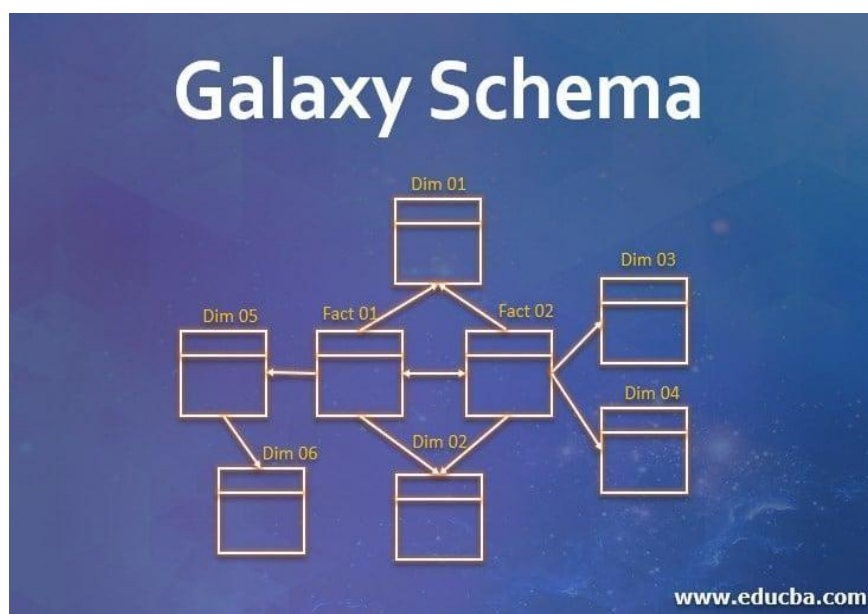 Galaxy Schema
Dim 01
Dim 03
Dim 05
Fact 01
Fact 02
Dim 04
Dim 02
Dim 06
www.educba.com